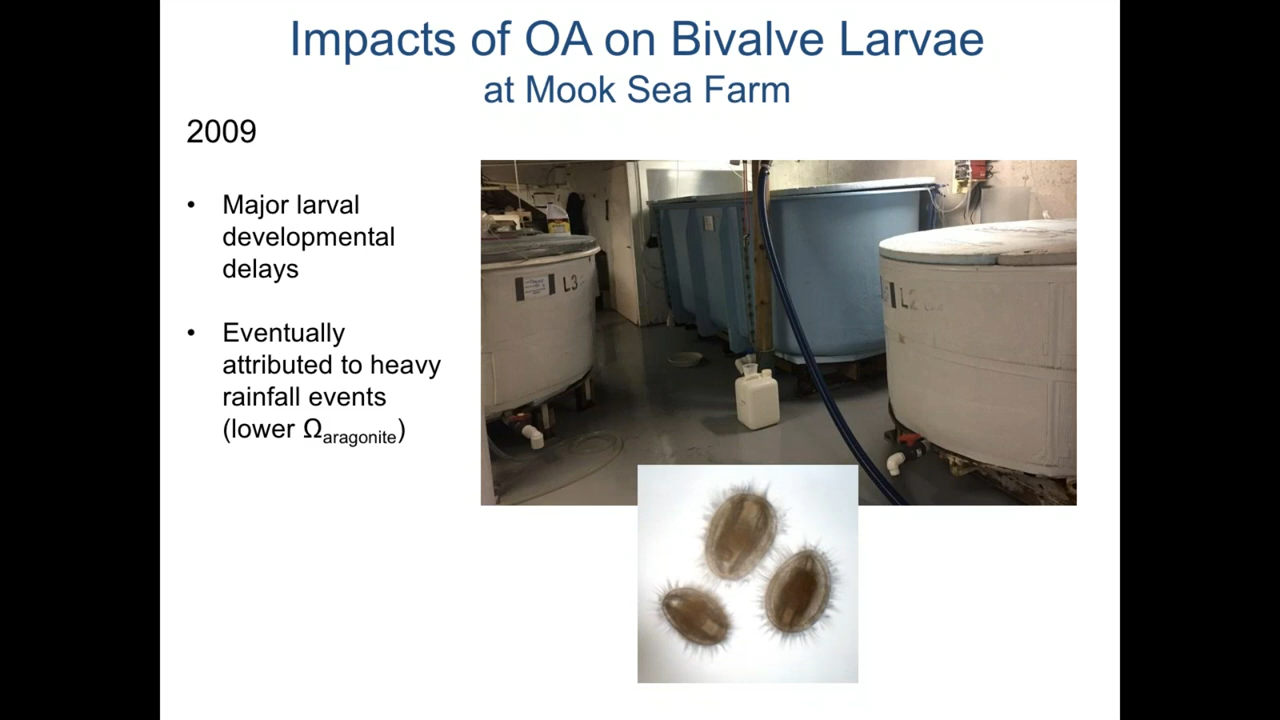 Impacts of OA on Bivalve Larvae
at Mook Sea Farm
2009
• Major larval
developmental
delays
• Eventually
attributed to heavy
rainfall events
(lower Ωaragonite)
L3
L2